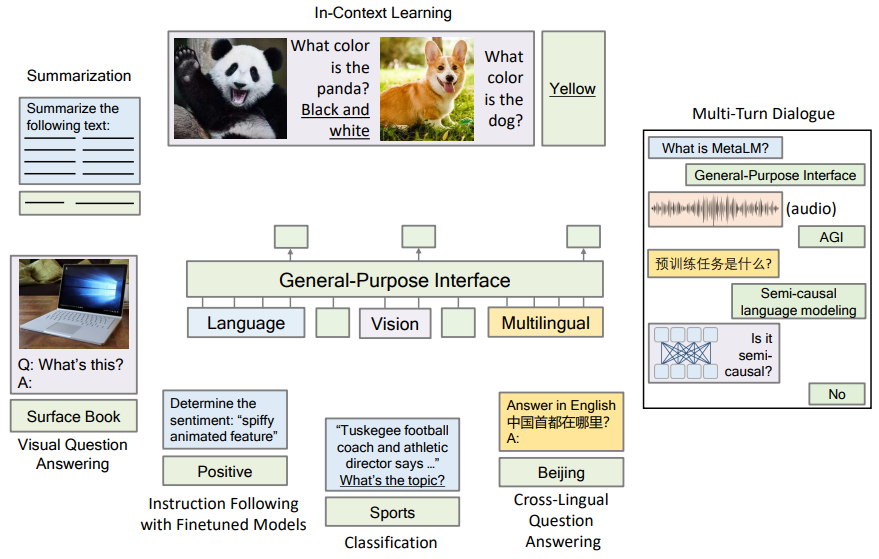 In-Context Learning
What color
is the
panda?
Black and
white
What
color
is the
dog?
Yellow
Summarization
Summarize the
following text:
Multi-Turn Dialogue
What is MetaLM?
General-Purpose Interface
(audio)
AGI
预训练任务是什么?
Semi-causal
language modeling
Is it
semi-
causal?
No
General-Purpose Interface
Language
Vision
Multilingual
Q: What's this?
A:
Surface Book
Visual Question
Answering
Determine the
sentiment: “spiffy
animated feature”
Positive
Instruction Following
with Finetuned Models
“Tuskegee football
coach and athletic
director says ...”
What's the topic?
Sports
Classification
Answer in English
中国首都在哪里?
A:
Beijing
Cross-Lingual
Question
Answering